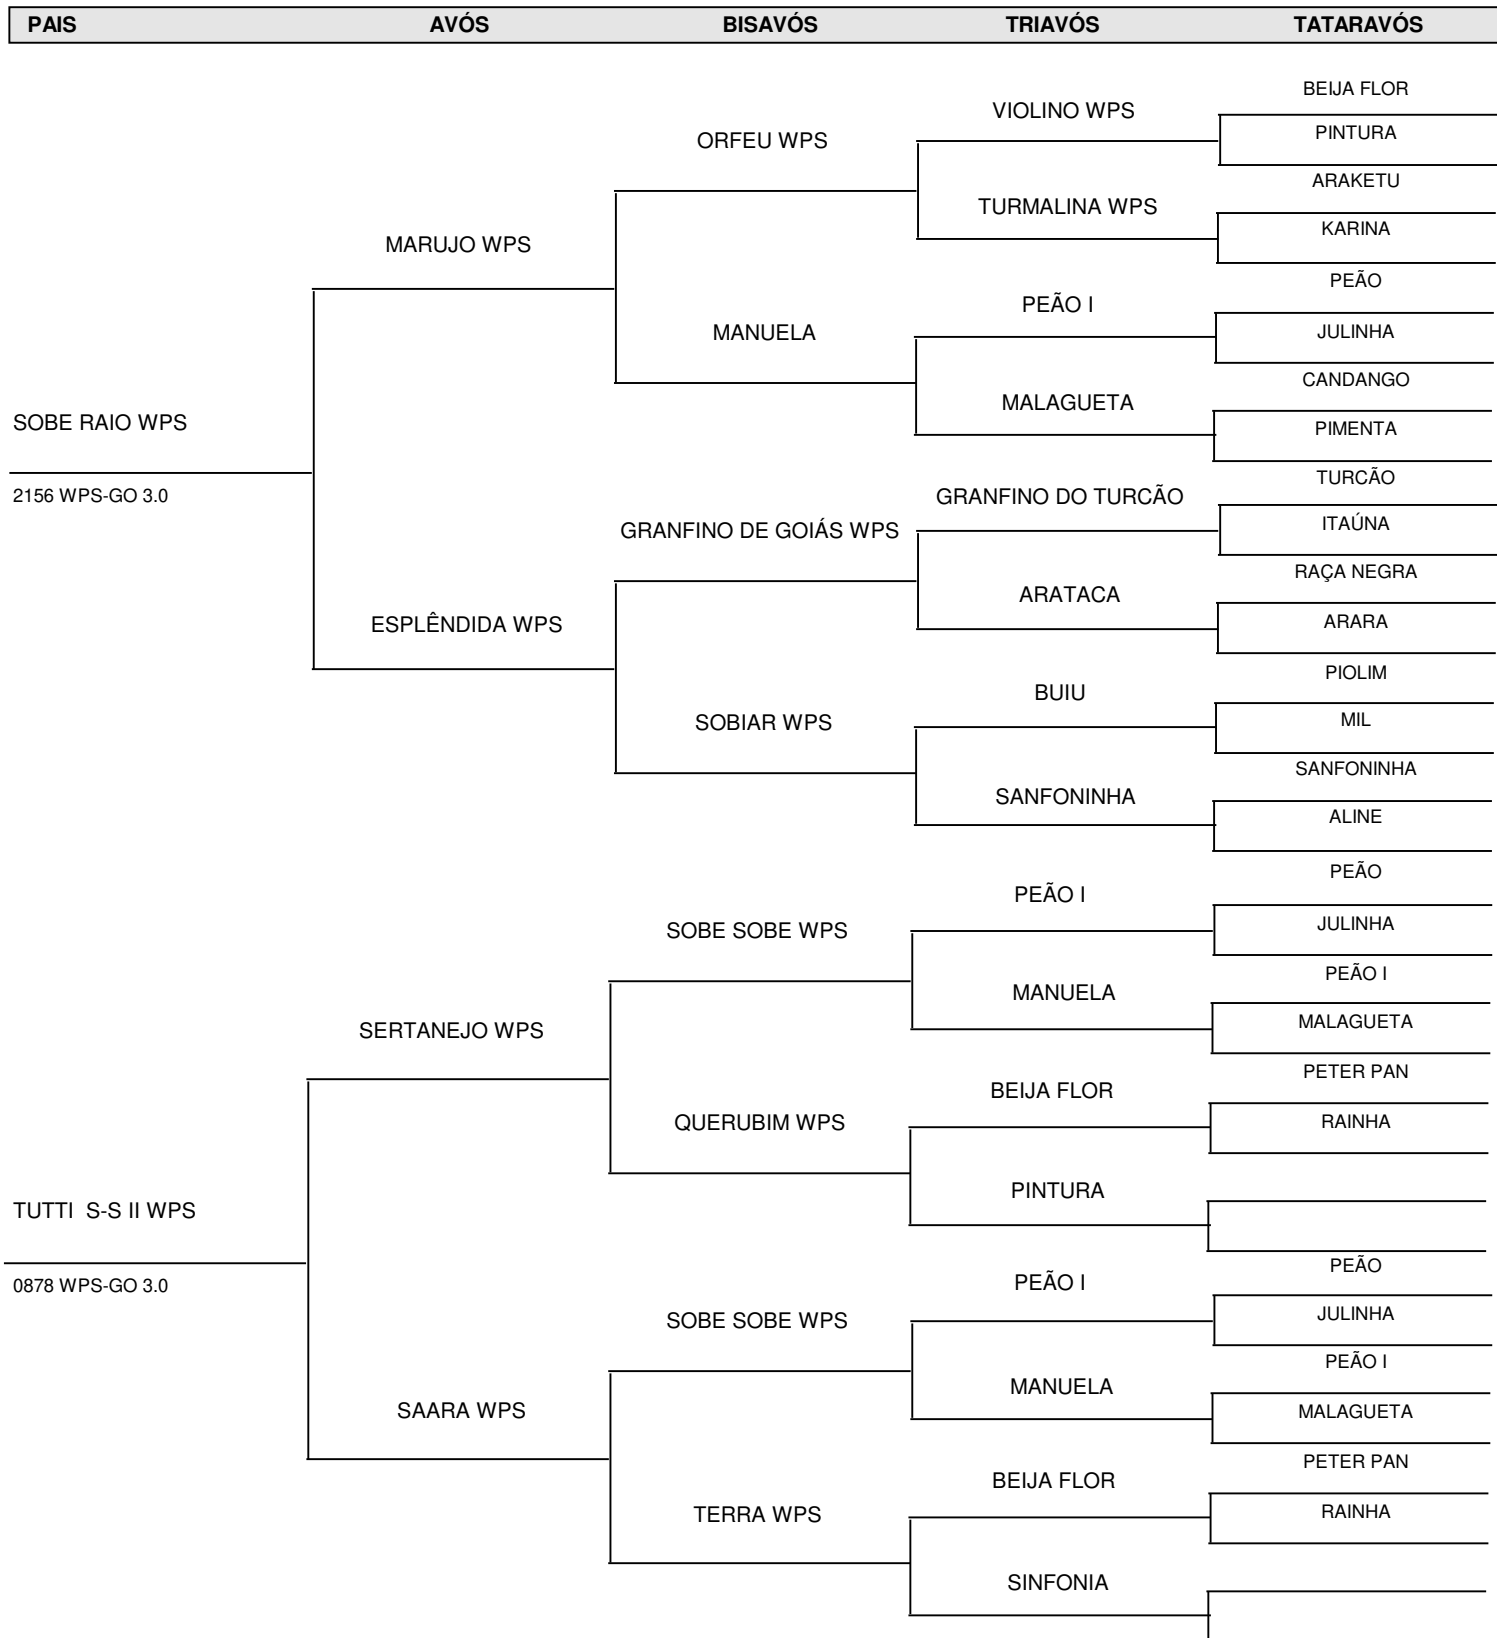 PAIS AVÓS BISAVÓS TRIAVÓS TATARAVÓS
BEIJA FLOR
VIOLINO WPS
PINTURA
ORFEU WPS
ARAKETU
TURMALINA WPS
KARINA
MARUJO WPS
PEÃO
PEÃO I
JULINHA
MANUELA
CANDANGO
MALAGUETA
SOBE RAIO WPS
PIMENTA
TURCÃO
2156 WPS-GO 3.0
GRANFINO DO TURCÃO
ITAÚNA
GRANFINO DE GOIÁS WPS
RAÇA NEGRA
ARATACA
ARARA
ESPLÊNDIDA WPS
PIOLIM
BUIU
MIL
SOBIAR WPS
SANFONINHA
SANFONINHA
ALINE
PEÃO
PEÃO I
JULINHA
SOBE SOBE WPS
PEÃO I
MANUELA
MALAGUETA
SERTANEJO WPS
PETER PAN
BEIJA FLOR
RAINHA
QUERUBIM WPS
PINTURA
TUTTI  S-S II WPS
PEÃO
0878 WPS-GO 3.0
PEÃO I
JULINHA
SOBE SOBE WPS
PEÃO I
MANUELA
MALAGUETA
SAARA WPS
PETER PAN
BEIJA FLOR
RAINHA
TERRA WPS
SINFONIA